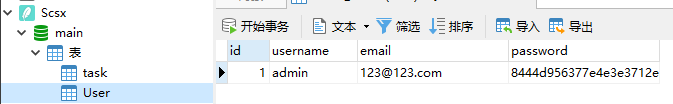 Scsx
main
表
task
User
开始事务 文本 筛选 排序 导入 导出
id username email password
1 admin 123@123.com 8444d956377e4e3e3712e